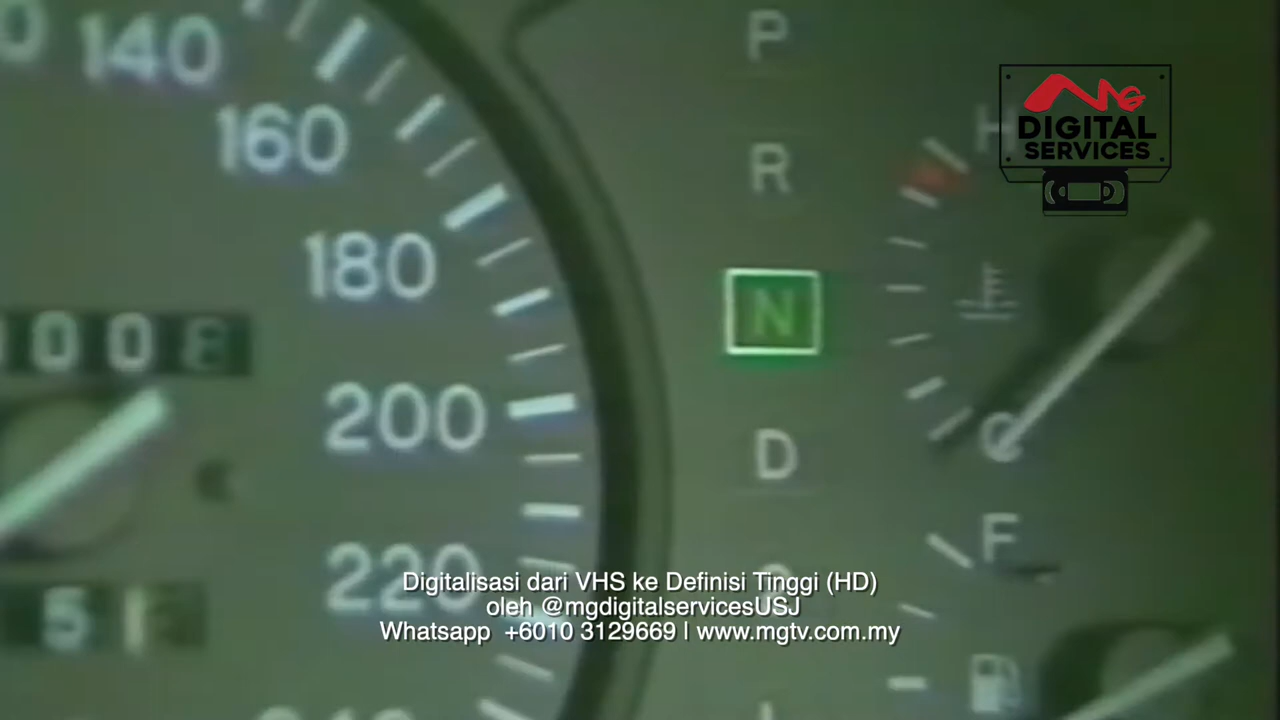 140
160
180
200
220
P
R
N
D
H
C
F
MG
DIGITAL
SERVICES
Digitalisasi dari VHS ke Definisi Tinggi (HD)
oleh @mgdigitalservicesUSJ
Whatsapp +6010 3129669 | www.mgtv.com.my